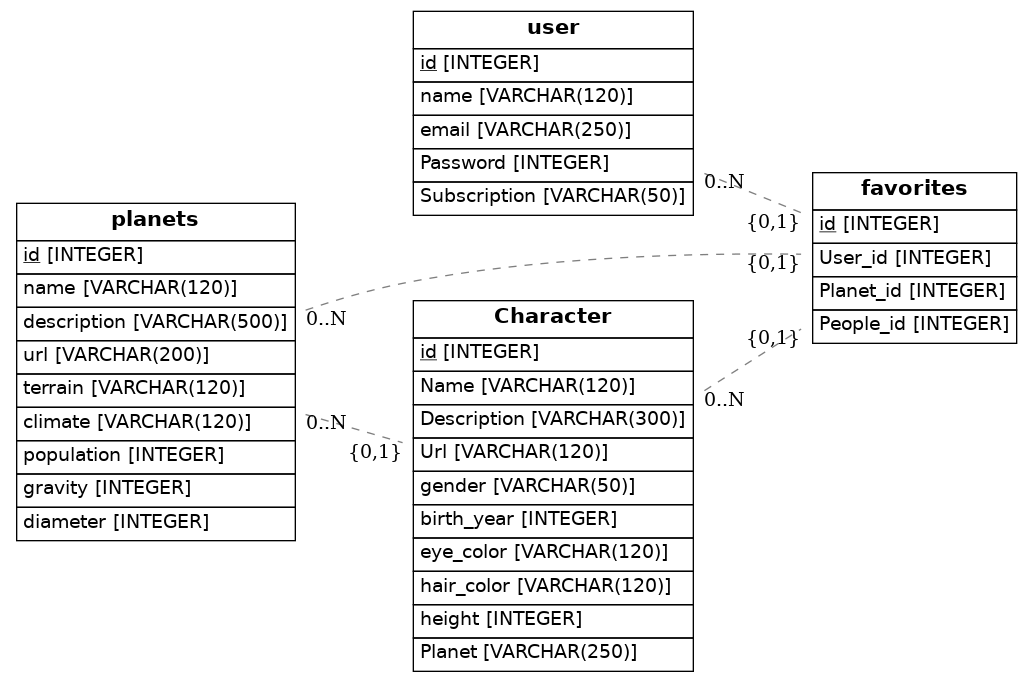 user
id [INTEGER]
name [VARCHAR(120)]
email [VARCHAR(250)]
Password [INTEGER]
Subscription [VARCHAR(50)]
0..N
{0,1}
favorites
id [INTEGER]
User_id [INTEGER]
Planet_id [INTEGER]
People_id [INTEGER]
planets
id [INTEGER]
name [VARCHAR(120)]
description [VARCHAR(500)]
url [VARCHAR(200)]
terrain [VARCHAR(120)]
climate [VARCHAR(120)]
population [INTEGER]
gravity [INTEGER]
diameter [INTEGER]
{0,1}
0..N
{0,1}
0..N
0..N
{0,1}
Character
id [INTEGER]
Name [VARCHAR(120)]
Description [VARCHAR(300)]
Url [VARCHAR(120)]
gender [VARCHAR(50)]
birth_year [INTEGER]
eye_color [VARCHAR(120)]
hair_color [VARCHAR(120)]
height [INTEGER]
Planet [VARCHAR(250)]